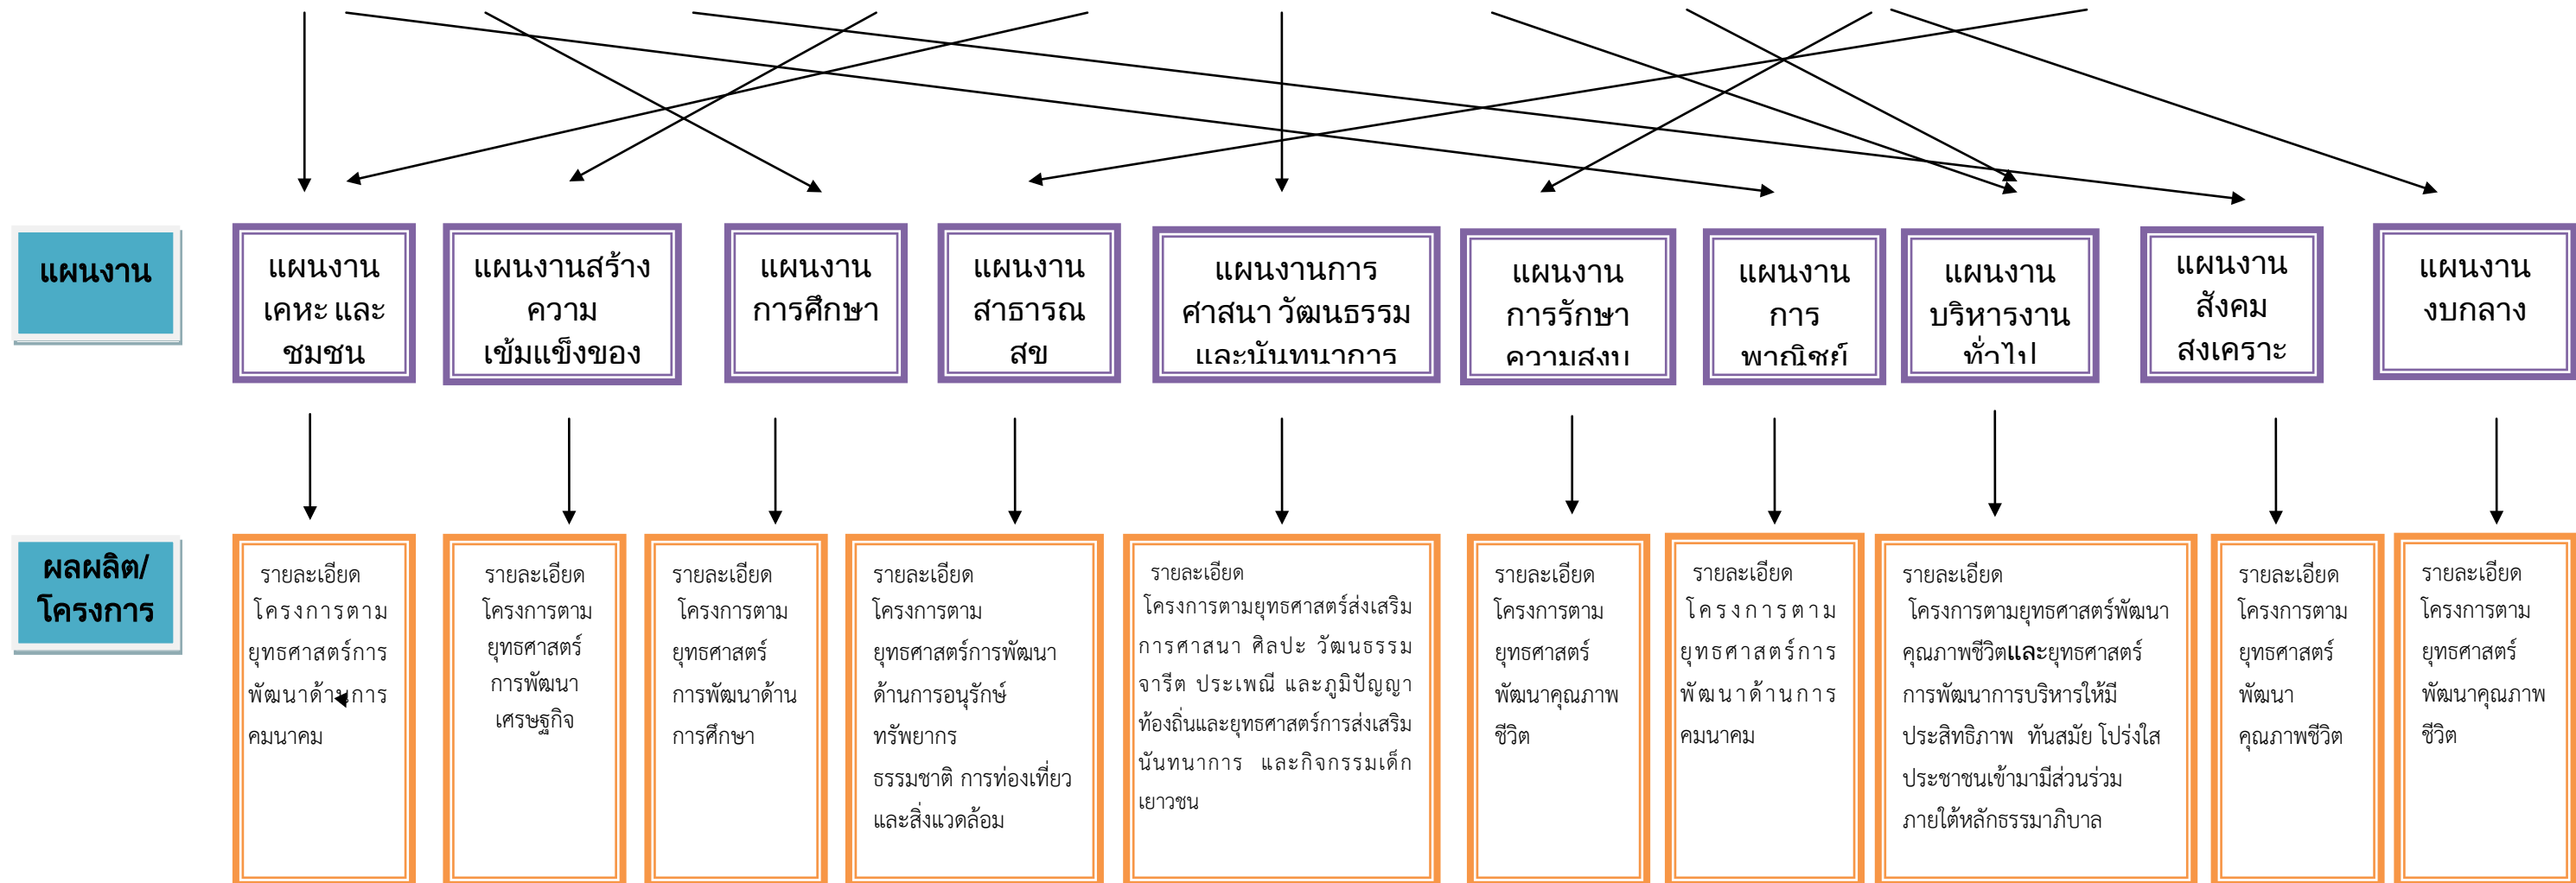 แผนงาน
แผนงาน
เคหะ และ
ชุมชน
แผนงานสร้าง
ความ
เข้มแข็งของ
แผนงาน
การศึกษา
แผนงาน
สาธารณ
สุข
แผนงานการ
ศาสนา วัฒนธรรม
และนันทนาการ
แผนงาน
การรักษา
ความสงบ
แผนงาน
การ
พาณิชย์
แผนงาน
บริหารงาน
ทั่วไป
แผนงาน
สังคม
สงเคราะ
แผนงาน
งบกลาง
ผลผลิต/
โครงการ
รายละเอียด
โครงการตาม
ยุทธศาสตร์การ
พัฒนาด้านการ
คมนาคม
รายละเอียด
โครงการตาม
ยุทธศาสตร์
การพัฒนา
เศรษฐกิจ
รายละเอียด
โครงการตาม
ยุทธศาสตร์
การพัฒนาด้าน
การศึกษา
รายละเอียด
โครงการตาม
ยุทธศาสตร์การพัฒนา
ด้านการอนุรักษ์
ทรัพยากร
ธรรมชาติ การท่องเที่ยว
และสิ่งแวดล้อม
รายละเอียด
โครงการตามยุทธศาสตร์ส่งเสริม
การศาสนา ศิลปะ วัฒนธรรม
จารีต ประเพณี และภูมิปัญญา
ท้องถิ่นและยุทธศาสตร์การส่งเสริม
นันทนาการ และกิจกรรมเด็ก
เยาวชน
รายละเอียด
โครงการตาม
ยุทธศาสตร์
พัฒนาคุณภาพ
ชีวิต
รายละเอียด
โครงการตาม
ยุทธศาสตร์การ
พัฒนาด้านการ
คมนาคม
รายละเอียด
โครงการตามยุทธศาสตร์พัฒนา
คุณภาพชีวิตและยุทธศาสตร์
การพัฒนาการบริหารให้มี
ประสิทธิภาพ ทันสมัย โปร่งใส
ประชาชนเข้ามามีส่วนร่วม
ภายใต้หลักธรรมาภิบาล
รายละเอียด
โครงการตาม
ยุทธศาสตร์
พัฒนา
คุณภาพชีวิต
รายละเอียด
โครงการตาม
ยุทธศาสตร์
พัฒนาคุณภาพ
ชีวิต